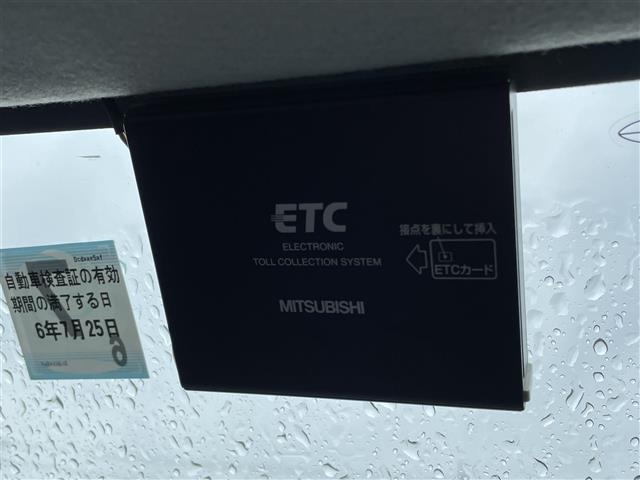 ETC
ELECTRONIC
TOLL COLLECTION SYSTEM
MITSUBISHI
接点を裏にして挿入
ETCカード
自動車検査証の有効
期間の満了する日
6年7月25日